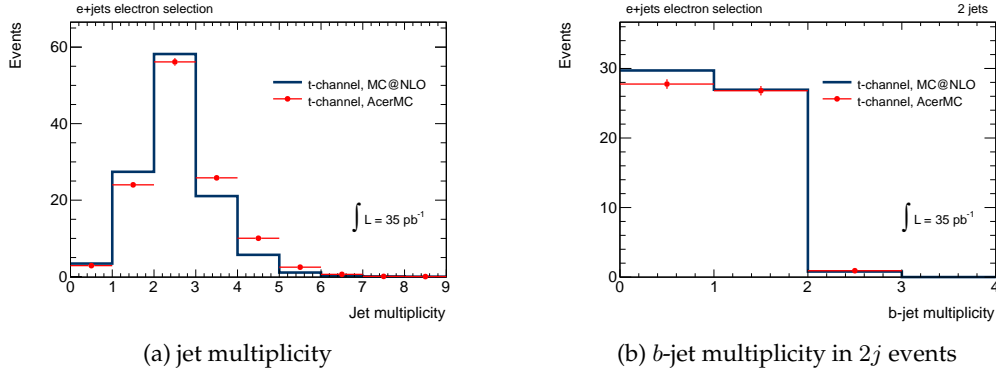 e+jets electron selection
Events
60
40
20
0
t-channel, MC@NLO
t-channel, AcerMC
∫ L = 35 pb⁻¹
0 1 2 3 4 5 6 7 8 9
Jet multiplicity
(a) jet multiplicity
e+jets electron selection 2 jets
Events
40
30
20
10
0
t-channel, MC@NLO
t-channel, AcerMC
∫ L = 35 pb⁻¹
0 1 2 3 4
b-jet multiplicity
(b) b-jet multiplicity in 2j events